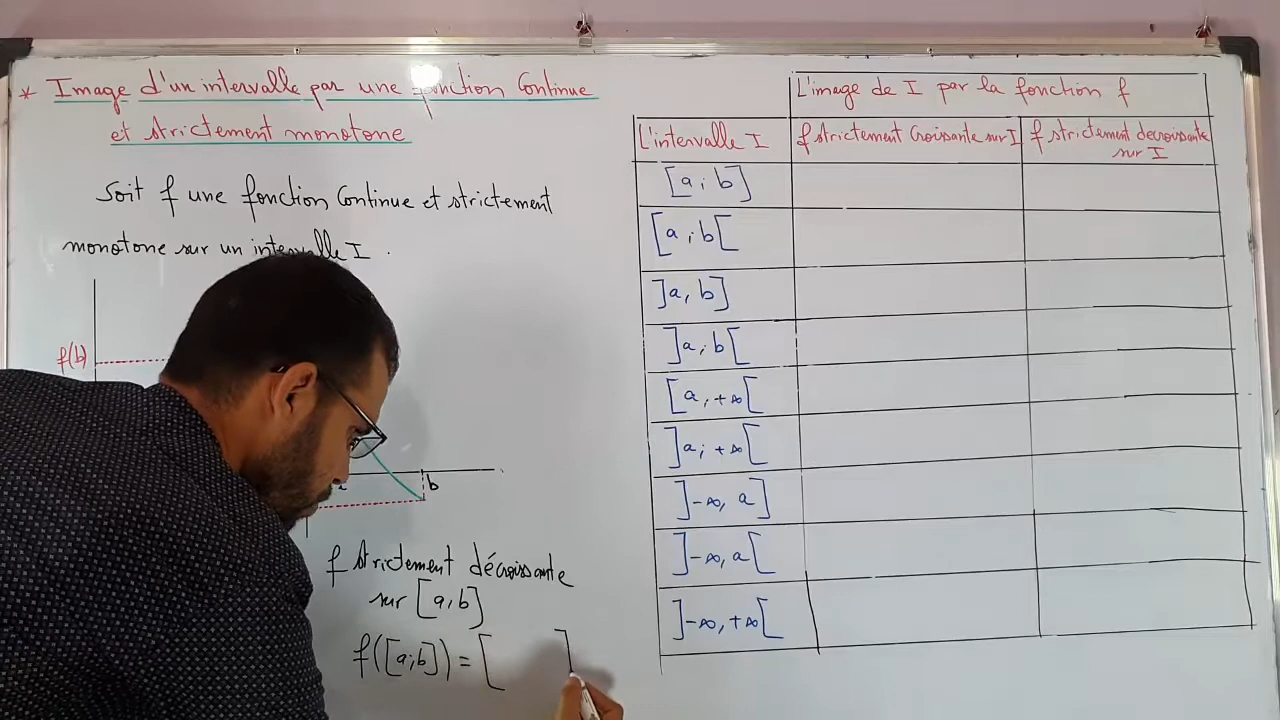 * Image d'un intervalle par une fonction Continue
et strictement monotone
Soit f une fonction Continue et strictement
monotone sur un intervalle I.
f(b)
b
f strictement décroissante
sur [a,b]
f([a;b]) = [ ]
L'image de I par la fonction f
L'intervalle I f strictement Croissante sur I f strictement decroissante
sur I
[a;b]
[a;b[
]a,b]
]a;b[
[a,+∞[
]a;+∞[
]-∞,a]
]-∞,a[
]-∞,+∞[